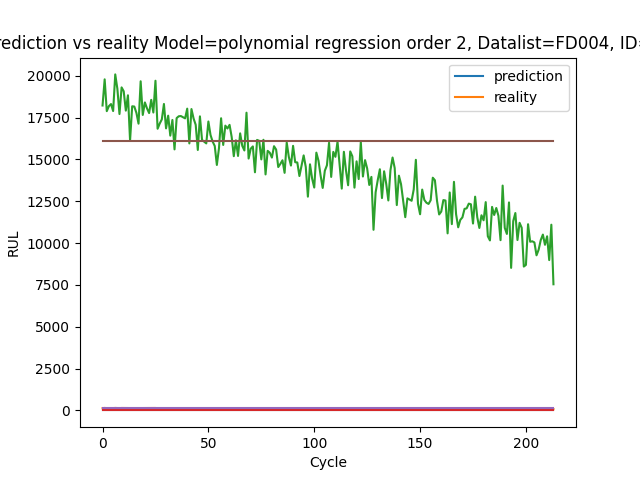 rediction vs reality Model=polynomial regression order 2, Datalist=FD004, ID=
prediction
reality
20000
17500
15000
12500
10000
7500
5000
2500
0
RUL
0 50 100 150 200
Cycle